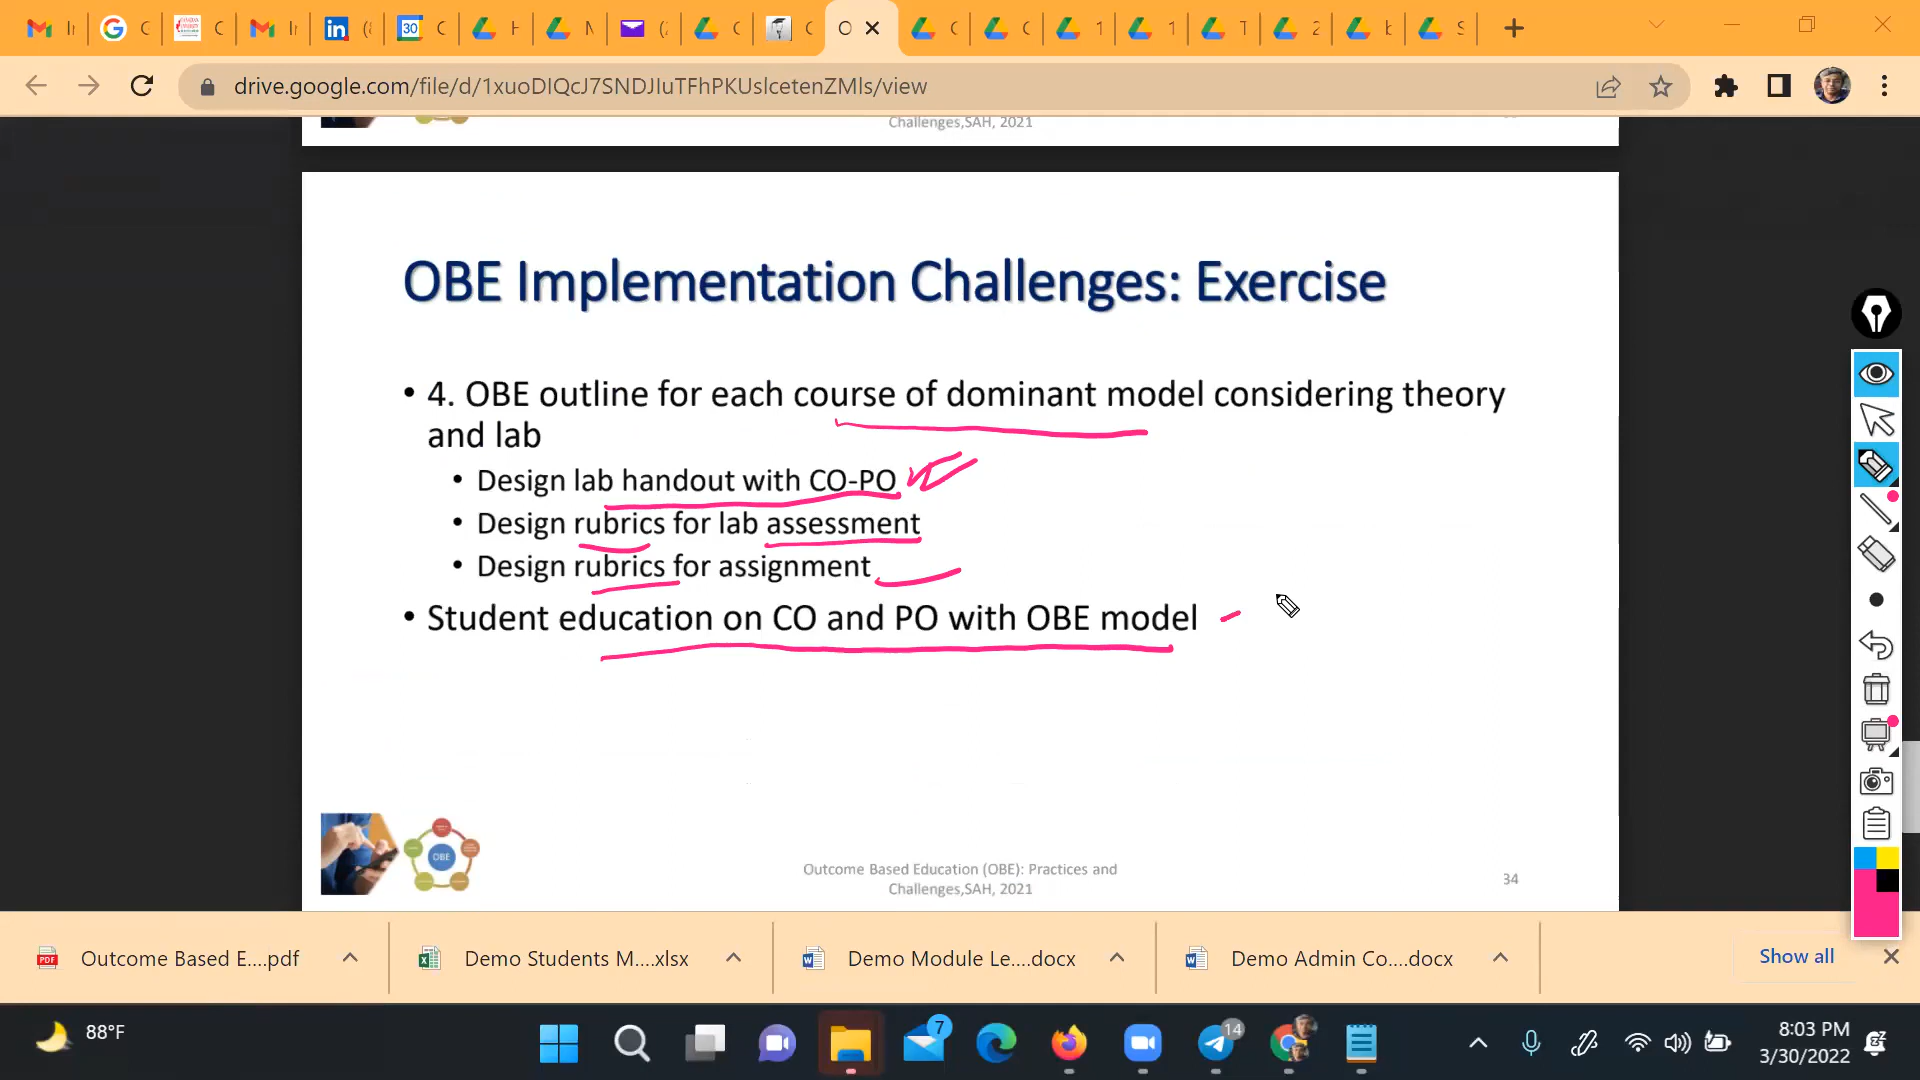 drive.google.com/file/d/1xuoDIQcJ7SNDJIuTFhPKUslcetenZMls/view
Challenges,SAH, 2021
OBE Implementation Challenges: Exercise
• 4. OBE outline for each course of dominant model considering theory
and lab
• Design lab handout with CO-PO
• Design rubrics for lab assessment
• Design rubrics for assignment
• Student education on CO and PO with OBE model
OBE
Outcome Based Education (OBE): Practices and
Challenges,SAH, 2021
34
Outcome Based E....pdf
Demo Students M....xlsx
Demo Module Le....docx
Demo Admin Co....docx
Show all
88°F
7
14
8:03 PM
3/30/2022